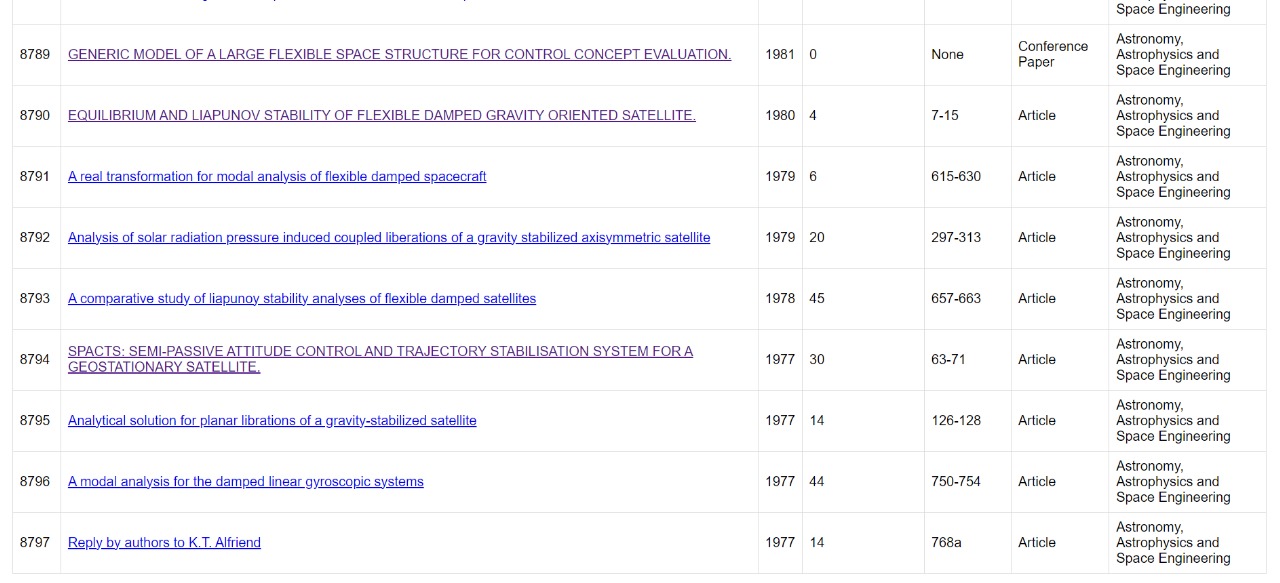 Space Engineering
8789 GENERIC MODEL OF A LARGE FLEXIBLE SPACE STRUCTURE FOR CONTROL CONCEPT EVALUATION. 1981 0 None Conference Paper Astronomy, Astrophysics and Space Engineering
8790 EQUILIBRIUM AND LIAPUNOV STABILITY OF FLEXIBLE DAMPED GRAVITY ORIENTED SATELLITE. 1980 4 7-15 Article Astronomy, Astrophysics and Space Engineering
8791 A real transformation for modal analysis of flexible damped spacecraft 1979 6 615-630 Article Astronomy, Astrophysics and Space Engineering
8792 Analysis of solar radiation pressure induced coupled liberations of a gravity stabilized axisymmetric satellite 1979 20 297-313 Article Astronomy, Astrophysics and Space Engineering
8793 A comparative study of liapunoy stability analyses of flexible damped satellites 1978 45 657-663 Article Astronomy, Astrophysics and Space Engineering
8794 SPACTS: SEMI-PASSIVE ATTITUDE CONTROL AND TRAJECTORY STABILISATION SYSTEM FOR A GEOSTATIONARY SATELLITE. 1977 30 63-71 Article Astronomy, Astrophysics and Space Engineering
8795 Analytical solution for planar librations of a gravity-stabilized satellite 1977 14 126-128 Article Astronomy, Astrophysics and Space Engineering
8796 A modal analysis for the damped linear gyroscopic systems 1977 44 750-754 Article Astronomy, Astrophysics and Space Engineering
8797 Reply by authors to K.T. Alfriend 1977 14 768a Article Astronomy, Astrophysics and Space Engineering